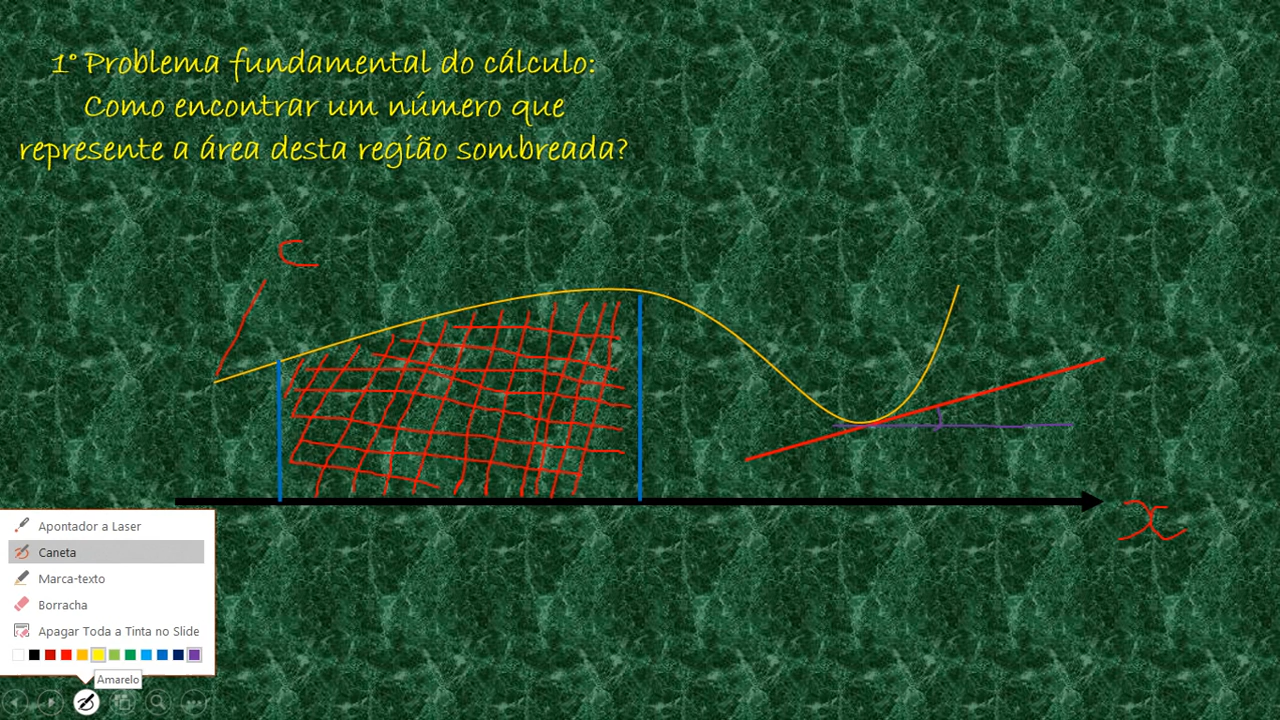 1º Problema fundamental do cálculo:
Como encontrar um número que
represente a área desta região sombreada?
C
x
Apontador a Laser
Caneta
Marca-texto
Borracha
Apagar Toda a Tinta no Slide
Amarelo